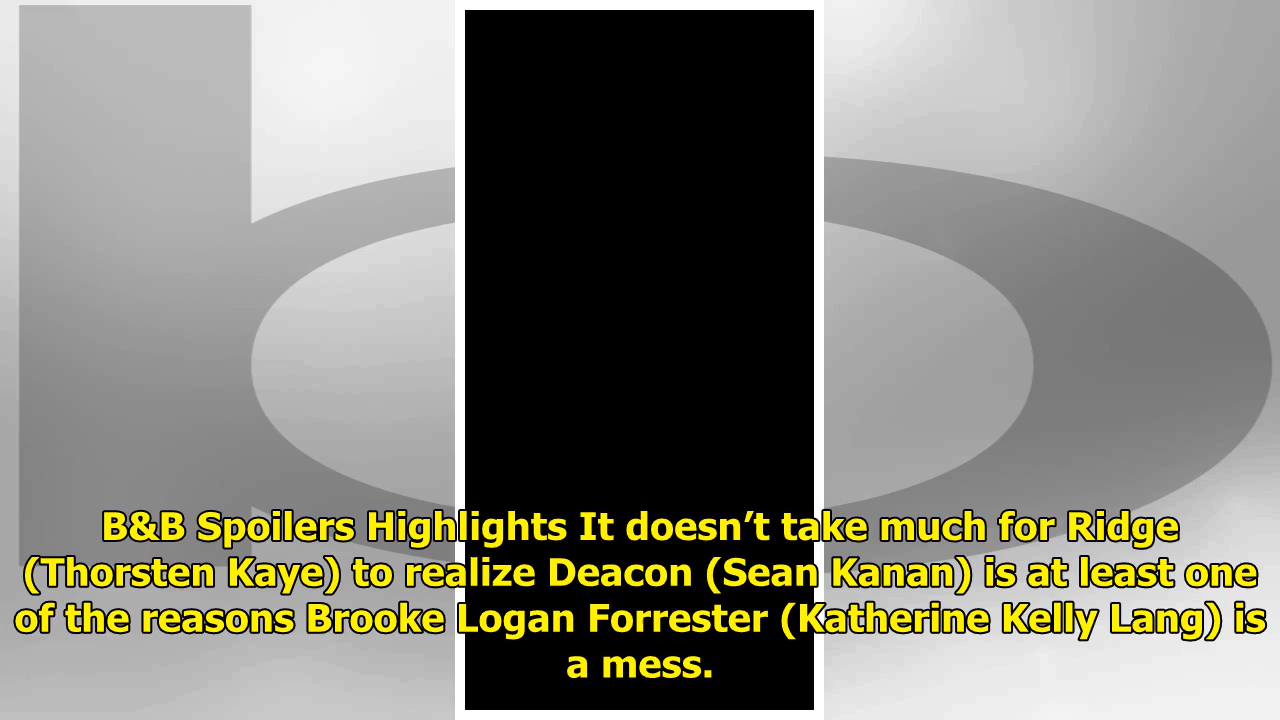 B&B Spoilers Highlights It doesn’t take much for Ridge
(Thorsten Kaye) to realize Deacon (Sean Kanan) is at least one
of the reasons Brooke Logan Forrester (Katherine Kelly Lang) is
a mess.